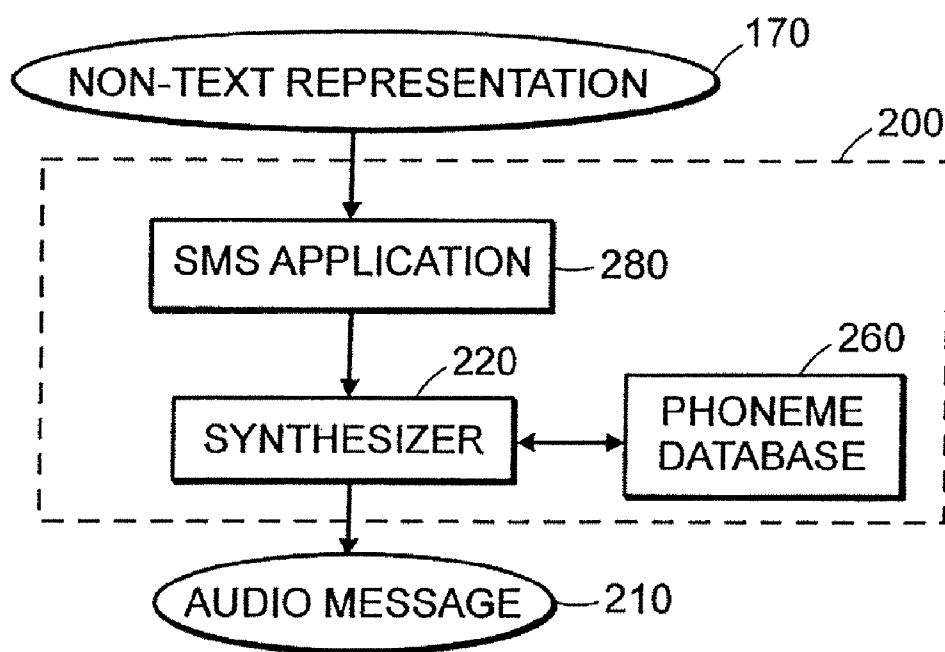 170
NON-TEXT REPRESENTATION
200
SMS APPLICATION
280
220
260
SYNTHESIZER
PHONEME
DATABASE
AUDIO MESSAGE
210